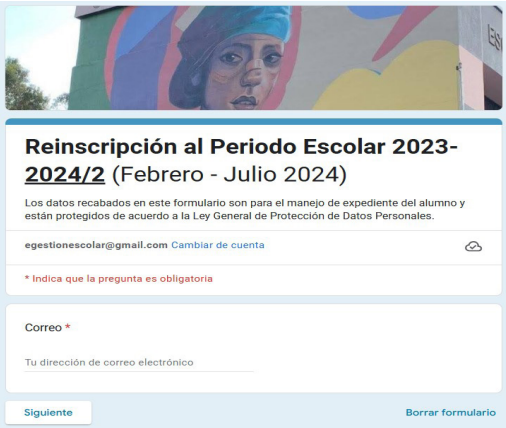 Reinscripción al Periodo Escolar 2023-
2024/2 (Febrero - Julio 2024)
Los datos recabados en este formulario son para el manejo de expediente del alumno y
están protegidos de acuerdo a la Ley General de Protección de Datos Personales.
egestionescolar@gmail.com Cambiar de cuenta
* Indica que la pregunta es obligatoria
Correo *
Tu dirección de correo electrónico
Siguiente Borrar formulario